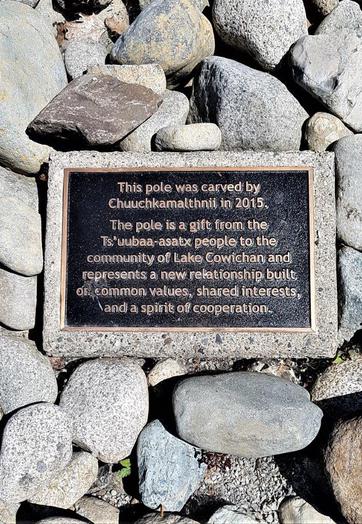 This pole was carved by
Chuuchkamalthnii in 2015.
The pole is a gift from the
Ts'uubaa-asatx people to the
community of Lake Cowichan and
represents a new relationship built
on common values, shared interests,
and a spirit of cooperation.